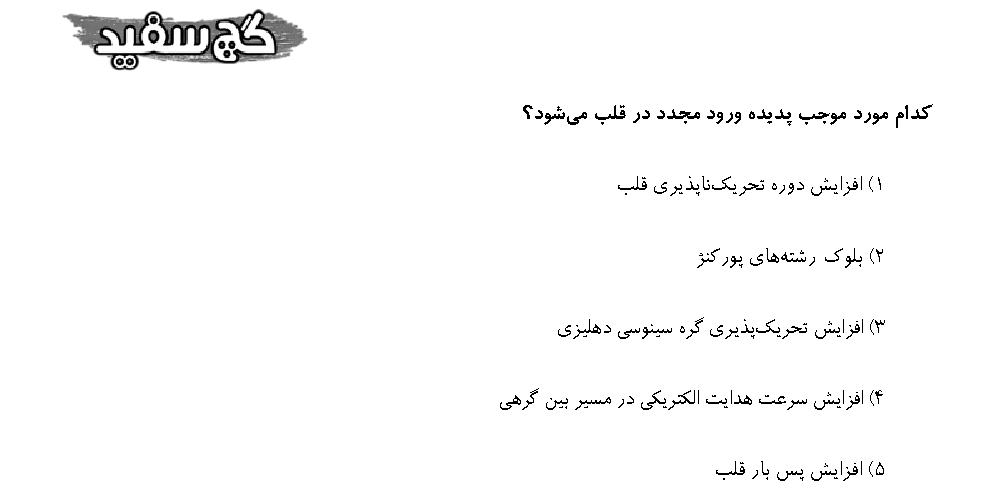 گچ سفید
کدام مورد موجب پدیده ورود مجدد در قلب می‌شود؟
۱) افزایش دوره تحریک‌ناپذیری قلب
۲) بلوک رشته‌های پورکنژ
۳) افزایش تحریک‌پذیری گره سینوسی دهلیزی
۴) افزایش سرعت هدایت الکتریکی در مسیر بین گرهی
۵) افزایش پس بار قلب